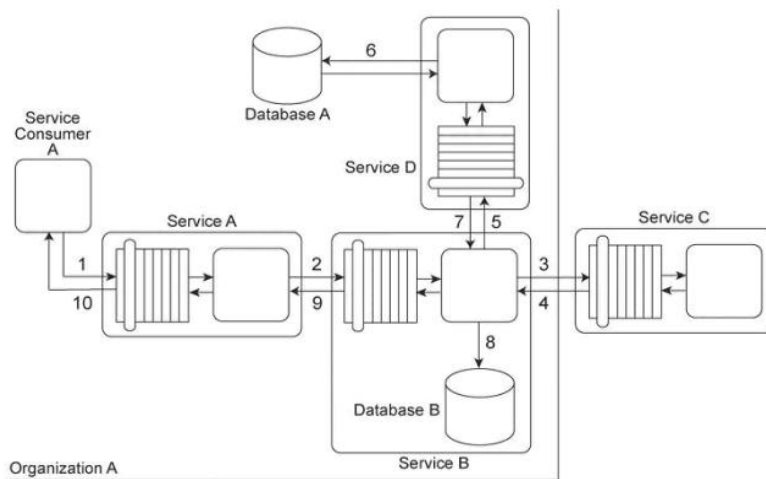 6
Database A
Service
Consumer
A
Service D
Service A
7
5
Service C
1
2
3
10
9
4
8
Database B
Organization A
Service B